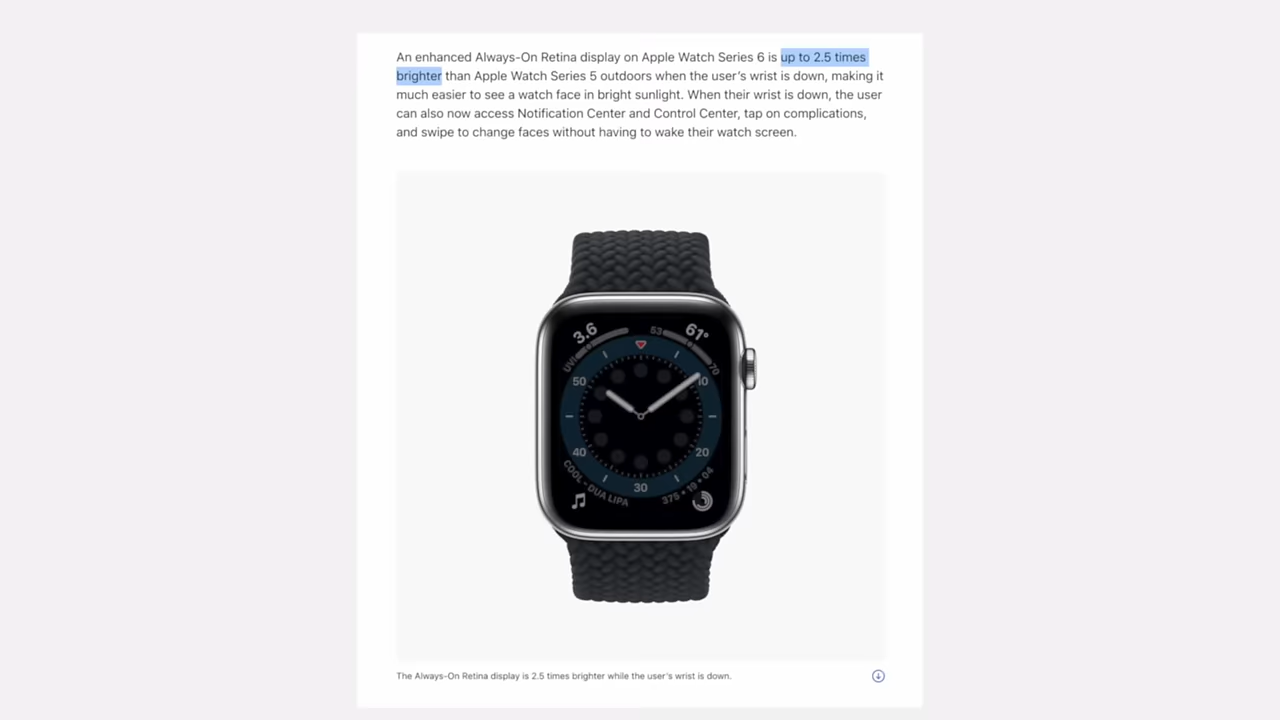 An enhanced Always-On Retina display on Apple Watch Series 6 is up to 2.5 times
brighter than Apple Watch Series 5 outdoors when the user's wrist is down, making it
much easier to see a watch face in bright sunlight. When their wrist is down, the user
can also now access Notification Center and Control Center, tap on complications,
and swipe to change faces without having to wake their watch screen.
3.6
53
61°
UVI
70
50
10
40
20
30
COOL • DUA LIPA
375 • 19 • 04
The Always-On Retina display is 2.5 times brighter while the user's wrist is down.